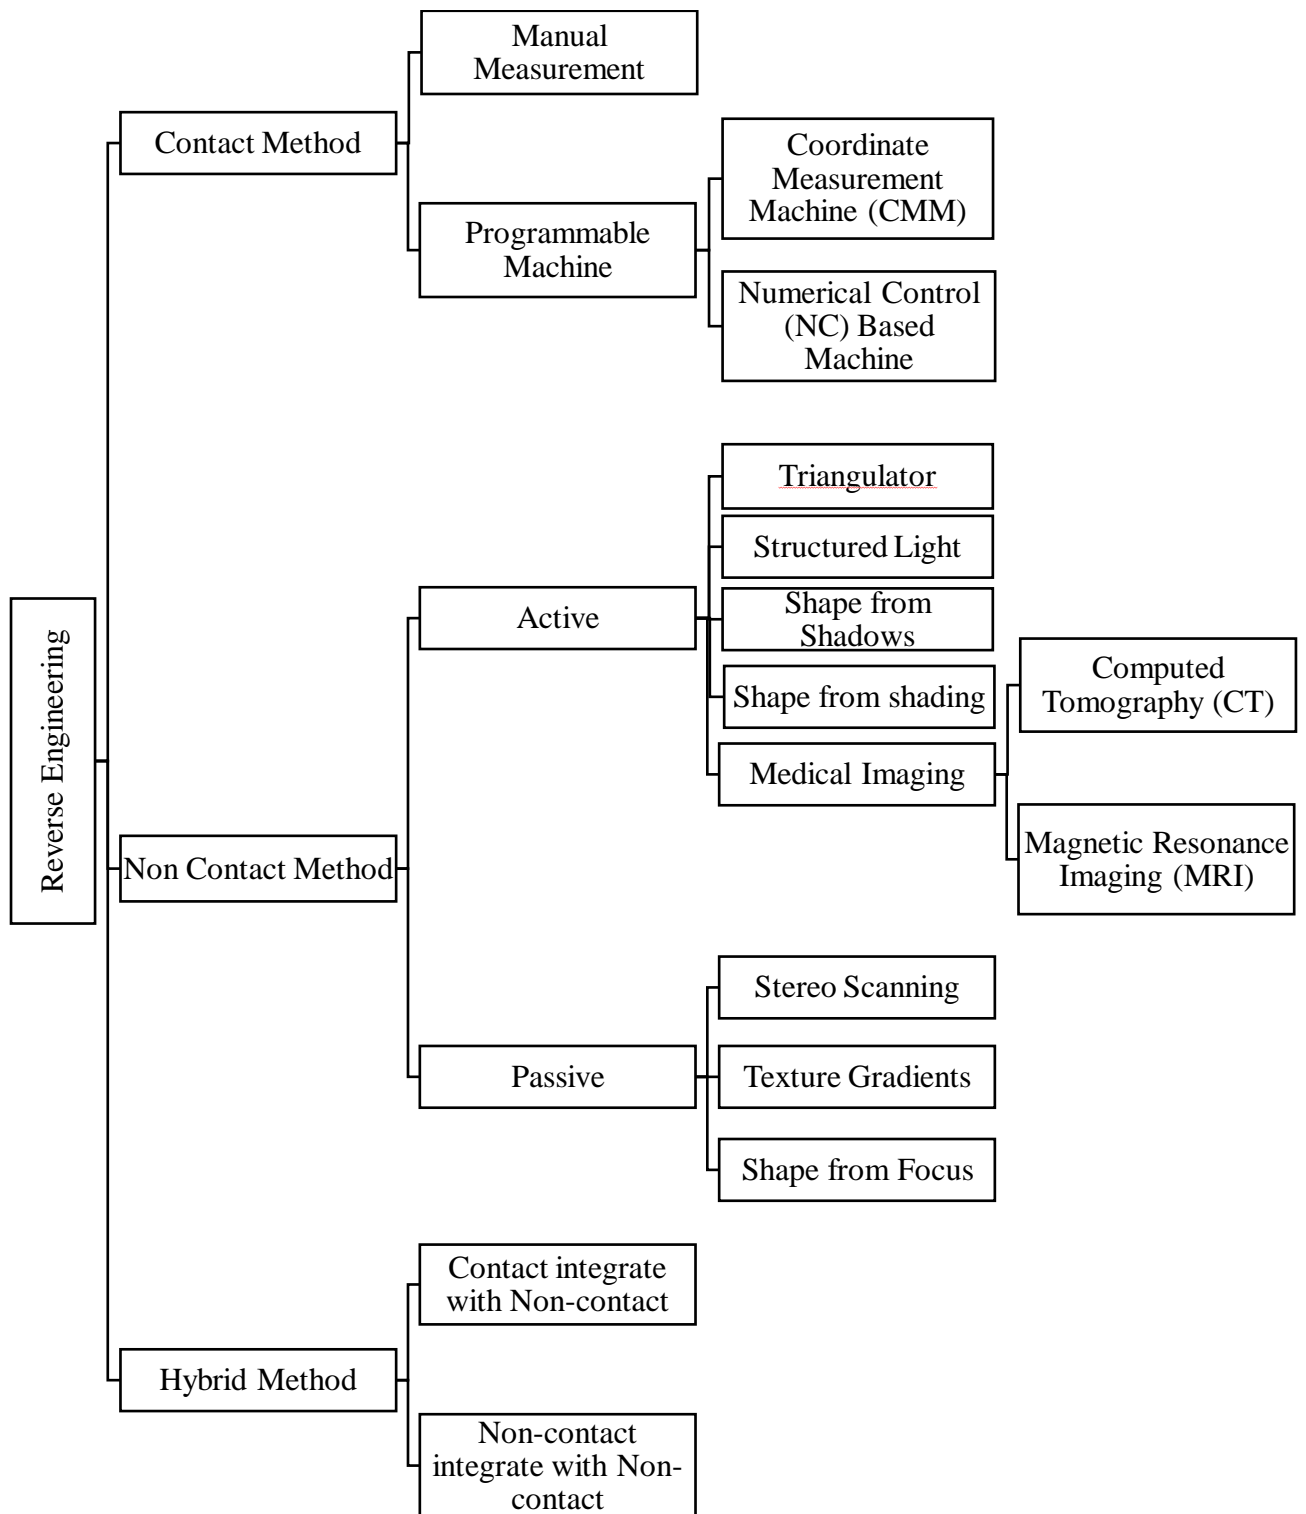 Manual
Measurement
Contact Method
Programmable
Machine
Coordinate
Measurement
Machine (CMM)
Numerical Control
(NC) Based
Machine
Reverse Engineering
Non Contact Method
Active
Triangulator
Structured Light
Shape from
Shadows
Shape from shading
Medical Imaging
Computed
Tomography (CT)
Magnetic Resonance
Imaging (MRI)
Passive
Stereo Scanning
Texture Gradients
Shape from Focus
Hybrid Method
Contact integrate
with Non-contact
Non-contact
integrate with Non-
contact